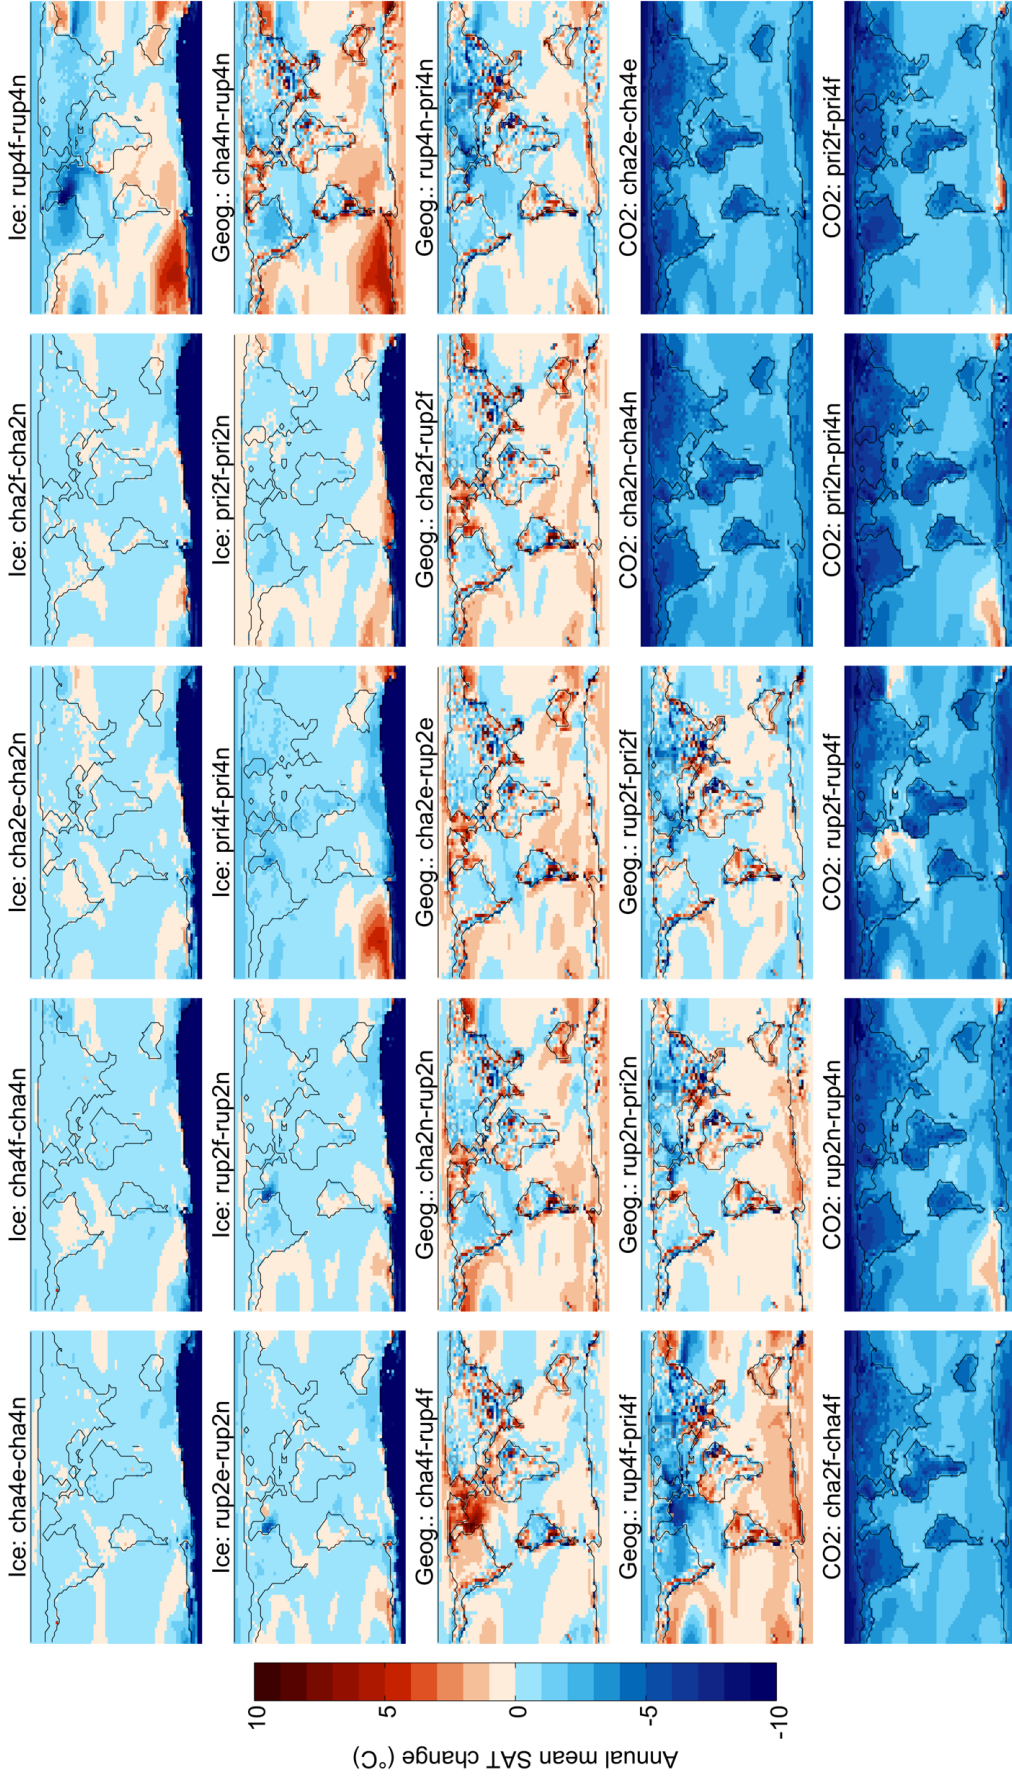 Ice: cha4e-cha4n
Ice: cha4f-cha4n
Ice: cha2e-cha2n
Ice: cha2f-cha2n
Ice: rup4f-rup4n
Ice: rup2e-rup2n
Ice: rup2f-rup2n
Ice: pri4f-pri4n
Ice: pri2f-pri2n
Geog.: cha4n-rup4n
Geog.: cha4f-rup4f
Geog.: cha2n-rup2n
Geog.: cha2e-rup2e
Geog.: cha2f-rup2f
Geog.: rup4n-pri4n
Geog.: rup4f-pri4f
Geog.: rup2n-pri2n
Geog.: rup2f-pri2f
CO2: cha2n-cha4n
CO2: cha2e-cha4e
CO2: cha2f-cha4f
CO2: rup2n-rup4n
CO2: rup2f-rup4f
CO2: pri2n-pri4n
CO2: pri2f-pri4f
10
5
0
-5
-10
Annual mean SAT change (°C)